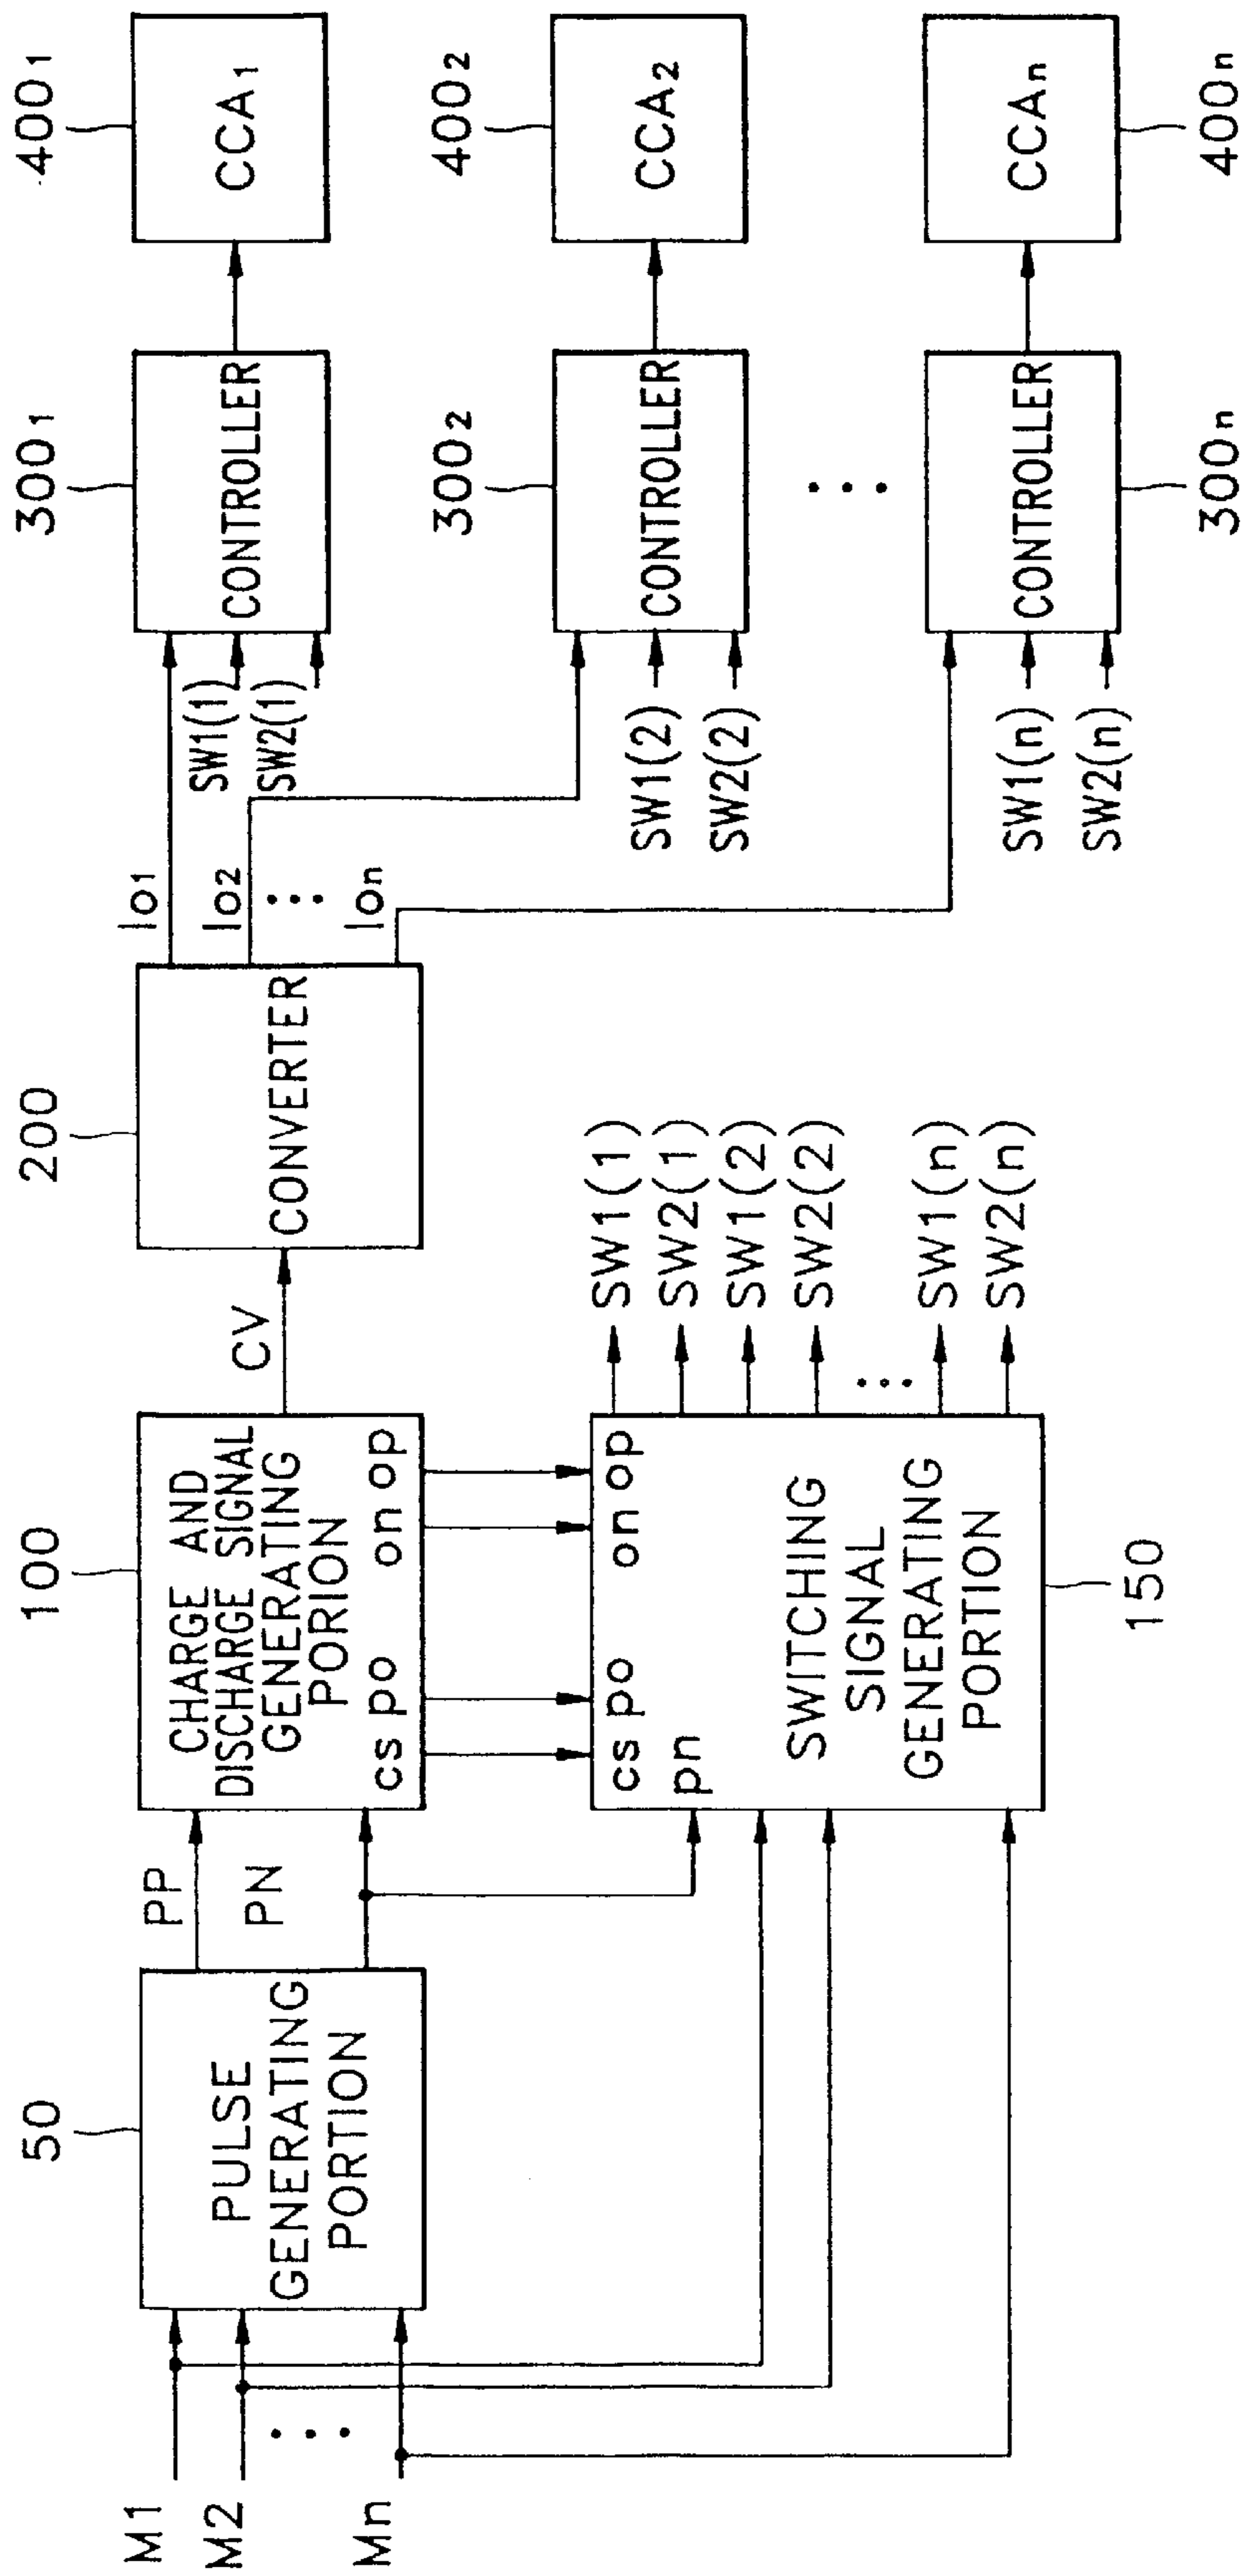 M1
M2
Mn
50
PULSE
GENERATING
PORTION
PP
PN
100
CHARGE AND
DISCHARGE SIGNAL
GENERATING
PORION
cs po on op
CV
200
CONVERTER
Io1
Io2
Ion
SW1(1)
SW2(1)
300₁
CONTROLLER
400₁
CCA₁
SW1(2)
SW2(2)
300₂
CONTROLLER
400₂
CCA₂
SW1(n)
SW2(n)
300n
CONTROLLER
400n
CCAn
cs po on op
pn
SWITCHING
SIGNAL
GENERATING
PORTION
150
SW1(1)
SW2(1)
SW1(2)
SW2(2)
SW1(n)
SW2(n)